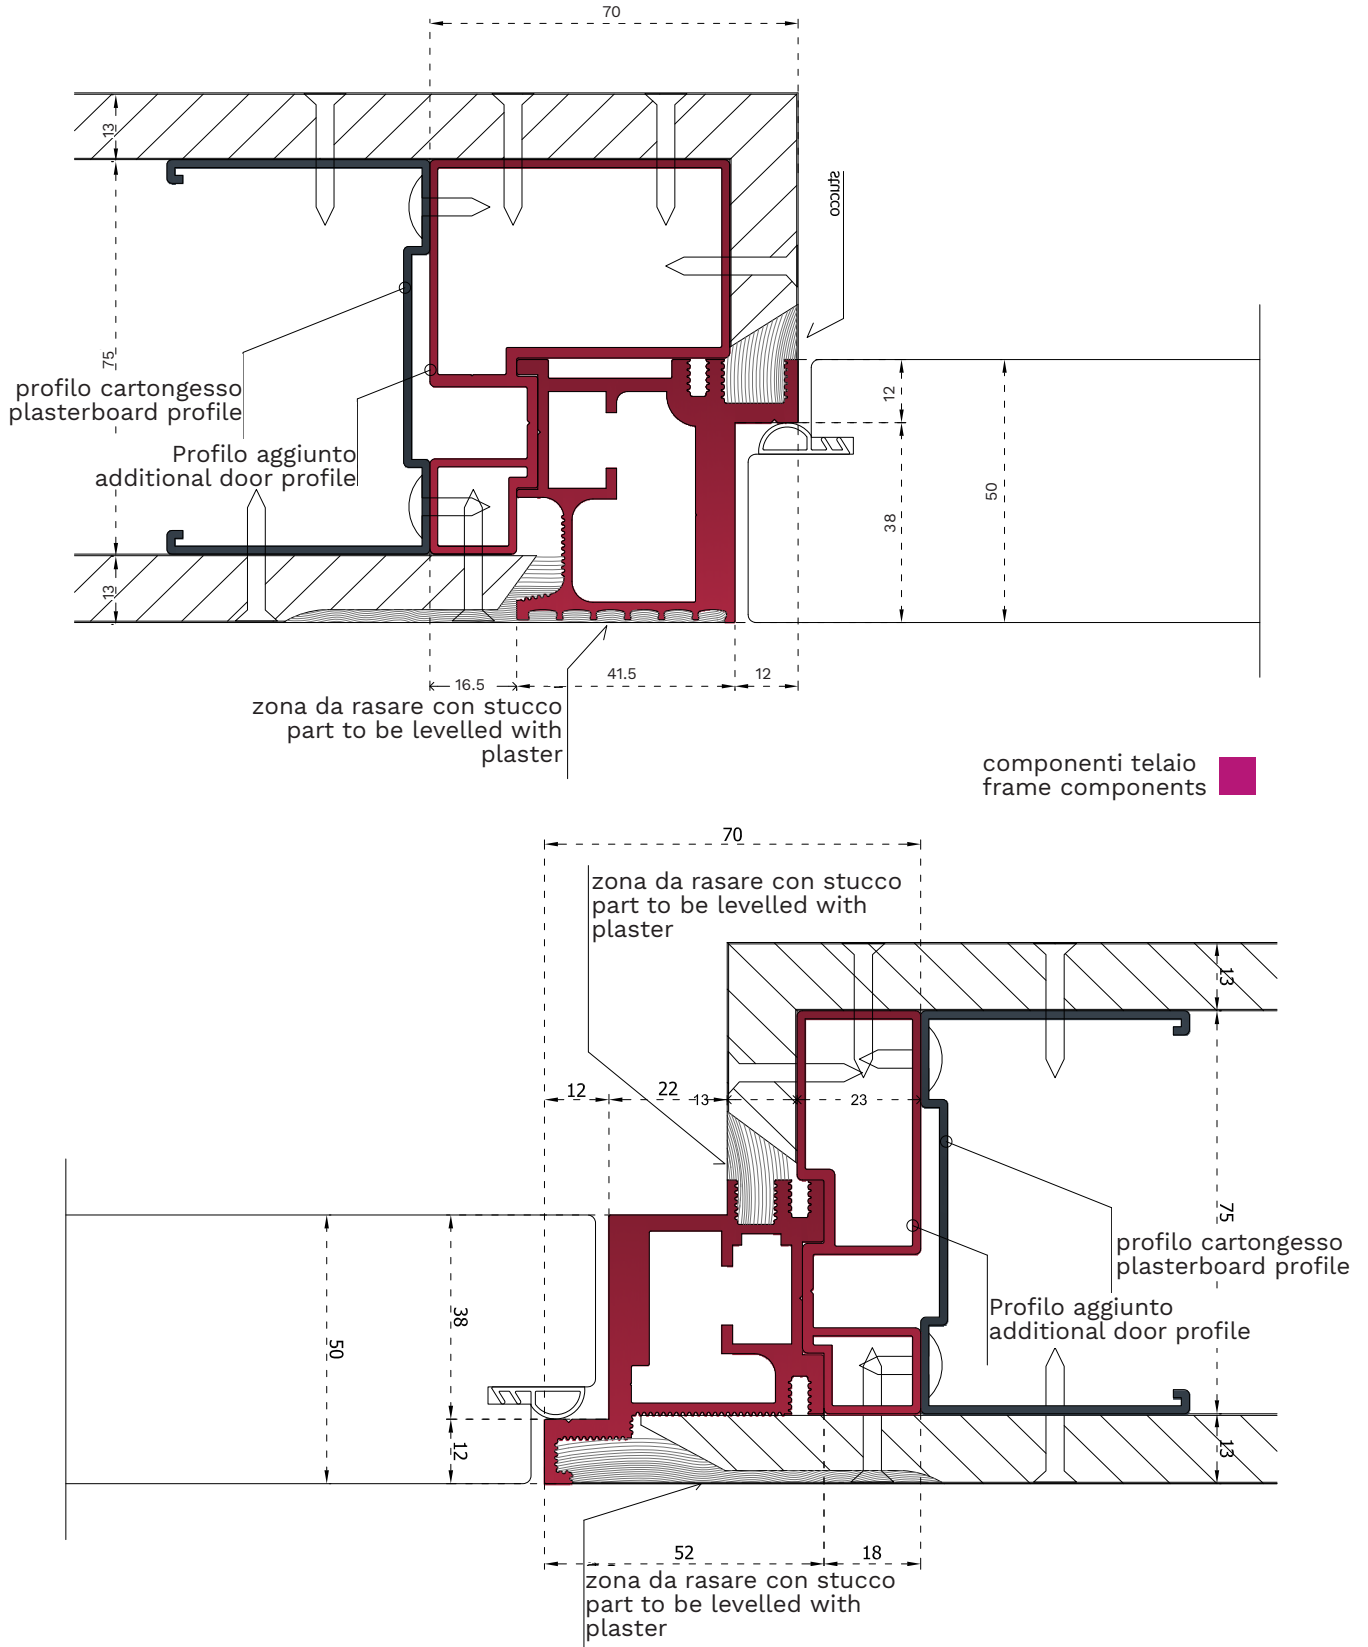 70
13
stucco
75
profilo cartongesso
plasterboard profile
12
Profilo aggiunto
additional door profile
50
38
13
16.5
41.5
12
zona da rasare con stucco
part to be levelled with
plaster
componenti telaio
frame components
70
zona da rasare con stucco
part to be levelled with
plaster
13
12
22
13
23
75
profilo cartongesso
plasterboard profile
38
50
Profilo aggiunto
additional door profile
12
13
52
18
zona da rasare con stucco
part to be levelled with
plaster